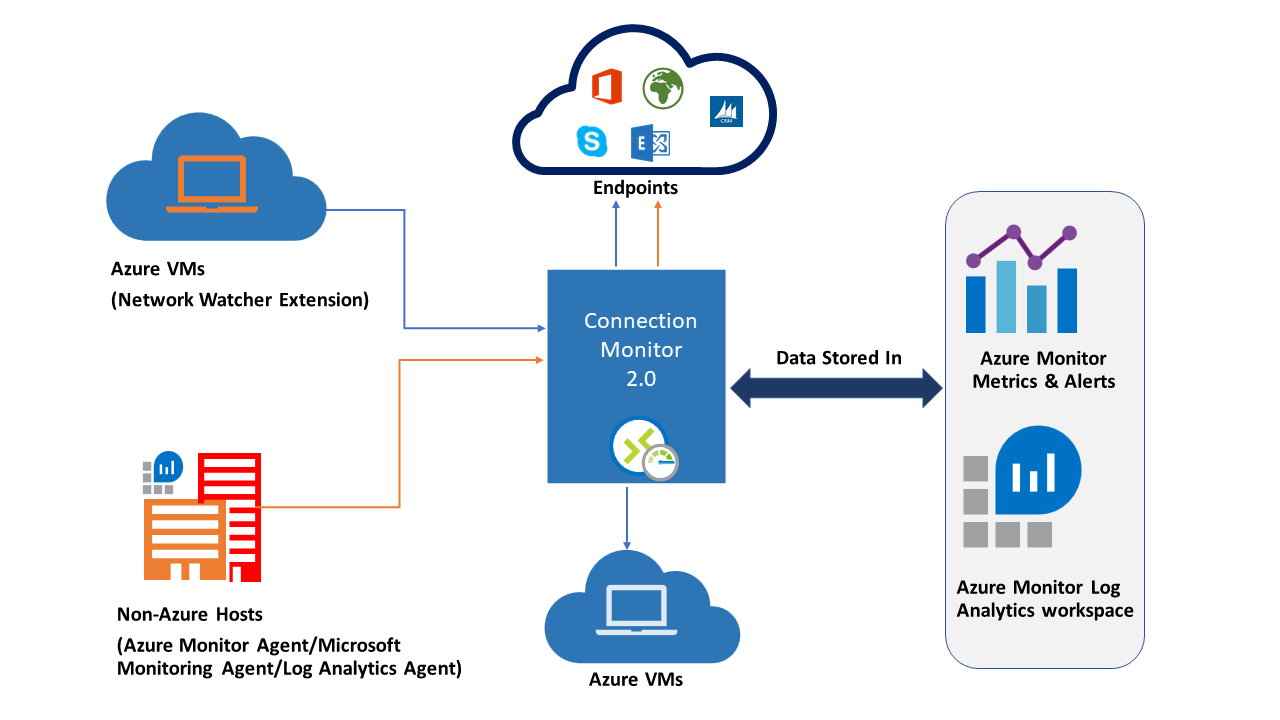 CRM
S
E
Endpoints
Azure VMs
(Network Watcher Extension)
Connection
Monitor
2.0
Data Stored In
Azure Monitor
Metrics & Alerts
Non-Azure Hosts
(Azure Monitor Agent/Microsoft
Monitoring Agent/Log Analytics Agent)
Azure VMs
Azure Monitor Log
Analytics workspace